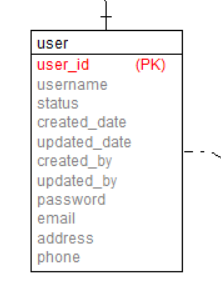 user
user_id (PK)
username
status
created_date
updated_date
created_by
updated_by
password
email
address
phone